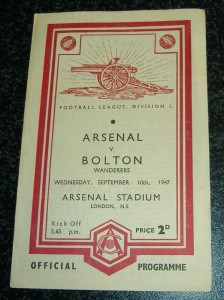 FOOTBALL LEAGUE, DIVISION I.
ARSENAL
V.
BOLTON
WANDERERS
WEDNESDAY, SEPTEMBER 10th, 1947
ARSENAL STADIUM
LONDON, N.5.
Kick Off
5.45 p.m.
PRICE 2D
OFFICIAL PROGRAMME